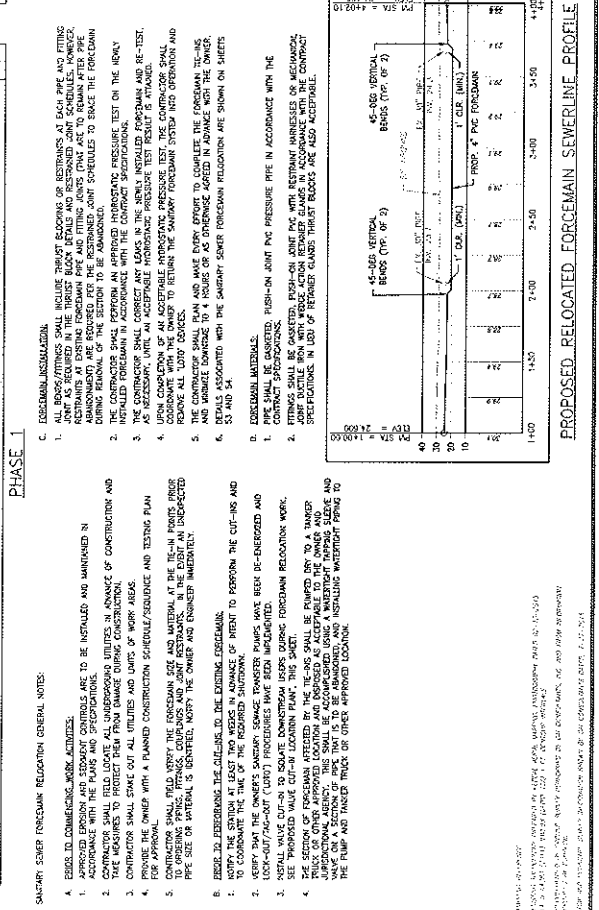 PHASE 1
SANITARY SEWER FORCEMAIN RELOCATION GENERAL NOTES:
A. PRIOR TO COMMENCING WORK ACTIVITIES:
1. APPROVED EROSION AND SEDIMENT CONTROLS ARE TO BE INSTALLED AND MAINTAINED IN
ACCORDANCE WITH THE PLANS AND SPECIFICATIONS.
2. CONTRACTOR SHALL FIELD LOCATE ALL UNDERGROUND UTILITIES IN ADVANCE OF CONSTRUCTION AND
TAKE MEASURES TO PROTECT THEM FROM DAMAGE DURING CONSTRUCTION.
3. CONTRACTOR SHALL STAKE OUT ALL UTILITIES AND LIMITS OF WORK AREAS.
4. PROVIDE THE OWNER WITH A PLANNED CONSTRUCTION SCHEDULE/SEQUENCE AND TESTING PLAN
FOR APPROVAL.
5. CONTRACTOR SHALL FIELD VERIFY THE FORCEMAIN SIZE AND MATERIAL AT THE TIE-IN POINTS PRIOR
TO ORDERING PIPING, FITTINGS, COUPLINGS AND JOINT RESTRAINTS. IN THE EVENT AN UNEXPECTED
PIPE SIZE OR MATERIAL IS IDENTIFIED, NOTIFY THE OWNER AND ENGINEER IMMEDIATELY.
B. PRIOR TO PERFORMING THE CUT-INS TO THE EXISTING FORCEMAIN:
1. NOTIFY THE STATION AT LEAST TWO WEEKS IN ADVANCE OF INTENT TO PERFORM THE CUT-INS AND
TO COORDINATE THE TIME OF THE REQUIRED SHUTDOWN.
2. VERIFY THAT THE OWNER'S SANITARY SEWAGE TRANSFER PUMPS HAVE BEEN DE-ENERGIZED AND
LOCK-OUT/TAG-OUT ('LOTO') PROCEDURES HAVE BEEN IMPLEMENTED.
3. INSTALL VALVE CUT-IN TO ISOLATE DOWNSTREAM USERS DURING FORCEMAIN RELOCATION WORK.
SEE "PROPOSED VALVE CUT-IN LOCATION PLAN", THIS SHEET.
4. THE SECTION OF FORCEMAIN AFFECTED BY THE TIE-INS SHALL BE PUMPED DRY TO A TANKER
TRUCK OR OTHER APPROVED LOCATION AND DISPOSED AS ACCEPTABLE TO THE OWNER AND
JURISDICTIONAL AGENCY. THIS SHALL BE ACCOMPLISHED USING A WATERTIGHT TAPPING SLEEVE AND
VALVE ON A SECTION OF PIPE THAT IS TO BE ABANDONED, AND INSTALLING WATERTIGHT PIPING TO
THE PUMP AND TANKER TRUCK OR OTHER APPROVED LOCATION.
C. FORCEMAIN INSTALLATION:
1. ALL BENDS/FITTINGS SHALL INCLUDE THRUST BLOCKING OR RESTRAINTS AT EACH PIPE AND FITTING
JOINT AS REQUIRED IN THE THRUST BLOCK DETAILS AND RESTRAINED JOINT SCHEDULES, HOWEVER,
RESTRAINTS AT EXISTING FORCEMAIN PIPE AND FITTING JOINTS (THAT ARE TO REMAIN AFTER PIPE
ABANDONMENT) ARE REQUIRED PER THE RESTRAINED JOINT SCHEDULES TO BRACE THE FORCEMAIN
DURING REMOVAL OF THE SECTION TO BE ABANDONED.
2. THE CONTRACTOR SHALL PERFORM AN APPROVED HYDROSTATIC PRESSURE TEST ON THE NEWLY
INSTALLED FORCEMAIN IN ACCORDANCE WITH THE CONTRACT SPECIFICATIONS.
3. THE CONTRACTOR SHALL CORRECT ANY LEAKS IN THE NEWLY INSTALLED FORCEMAIN AND RE-TEST,
AS NECESSARY, UNTIL AN ACCEPTABLE HYDROSTATIC PRESSURE TEST RESULT IS ATTAINED.
4. UPON COMPLETION OF AN ACCEPTABLE HYDROSTATIC PRESSURE TEST, THE CONTRACTOR SHALL
COORDINATE WITH THE OWNER TO RETURN THE SANITARY FORCEMAIN SYSTEM INTO OPERATION AND
REMOVE ALL 'LOTO' DEVICES.
5. THE CONTRACTOR SHALL PLAN AND MAKE EVERY EFFORT TO COMPLETE THE FORCEMAIN TIE-INS
AND MINIMIZE DOWNTIME TO 4 HOURS OR AS OTHERWISE AGREED IN ADVANCE WITH THE OWNER.
6. DETAILS ASSOCIATED WITH THE SANITARY SEWER FORCEMAIN RELOCATION ARE SHOWN ON SHEETS
S3 AND S4.
D. FORCEMAIN MATERIALS:
1. PIPE SHALL BE GASKETED, PUSH-ON JOINT PVC PRESSURE PIPE IN ACCORDANCE WITH THE
CONTRACT SPECIFICATIONS.
2. FITTINGS SHALL BE GASKETED, PUSH-ON JOINT PVC WITH RESTRAINT HARNESSES OR MECHANICAL
JOINT DUCTILE IRON WITH WEDGE ACTION RETAINER GLANDS IN ACCORDANCE WITH THE CONTRACT
SPECIFICATIONS. IN LIEU OF RETAINER GLANDS THRUST BLOCKS ARE ALSO ACCEPTABLE.
PVI STA = 1+00.00
ELEV = 24.600
PVI STA = 4+02.10
45-DEG VERTICAL
BENDS (TYP. OF 2)
45-DEG VERTICAL
BENDS (TYP. OF 2)
1' CLR. (MIN.)
1' CLR. (MIN.)
PROP. 4" PVC FORCEMAIN
40
30
20
10
1+00
1+50
2+00
2+50
3+00
3+50
4+00
PROPOSED RELOCATED FORCEMAIN SEWERLINE PROFILE